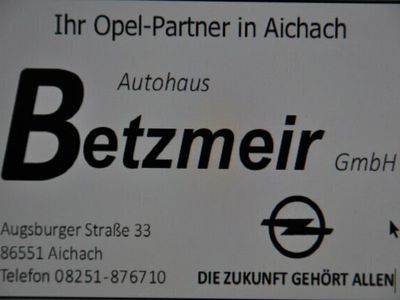 Ihr Opel-Partner in Aichach
Autohaus
Betzmeir GmbH
Augsburger Straße 33
86551 Aichach
Telefon 08251-876710
DIE ZUKUNFT GEHÖRT ALLEN